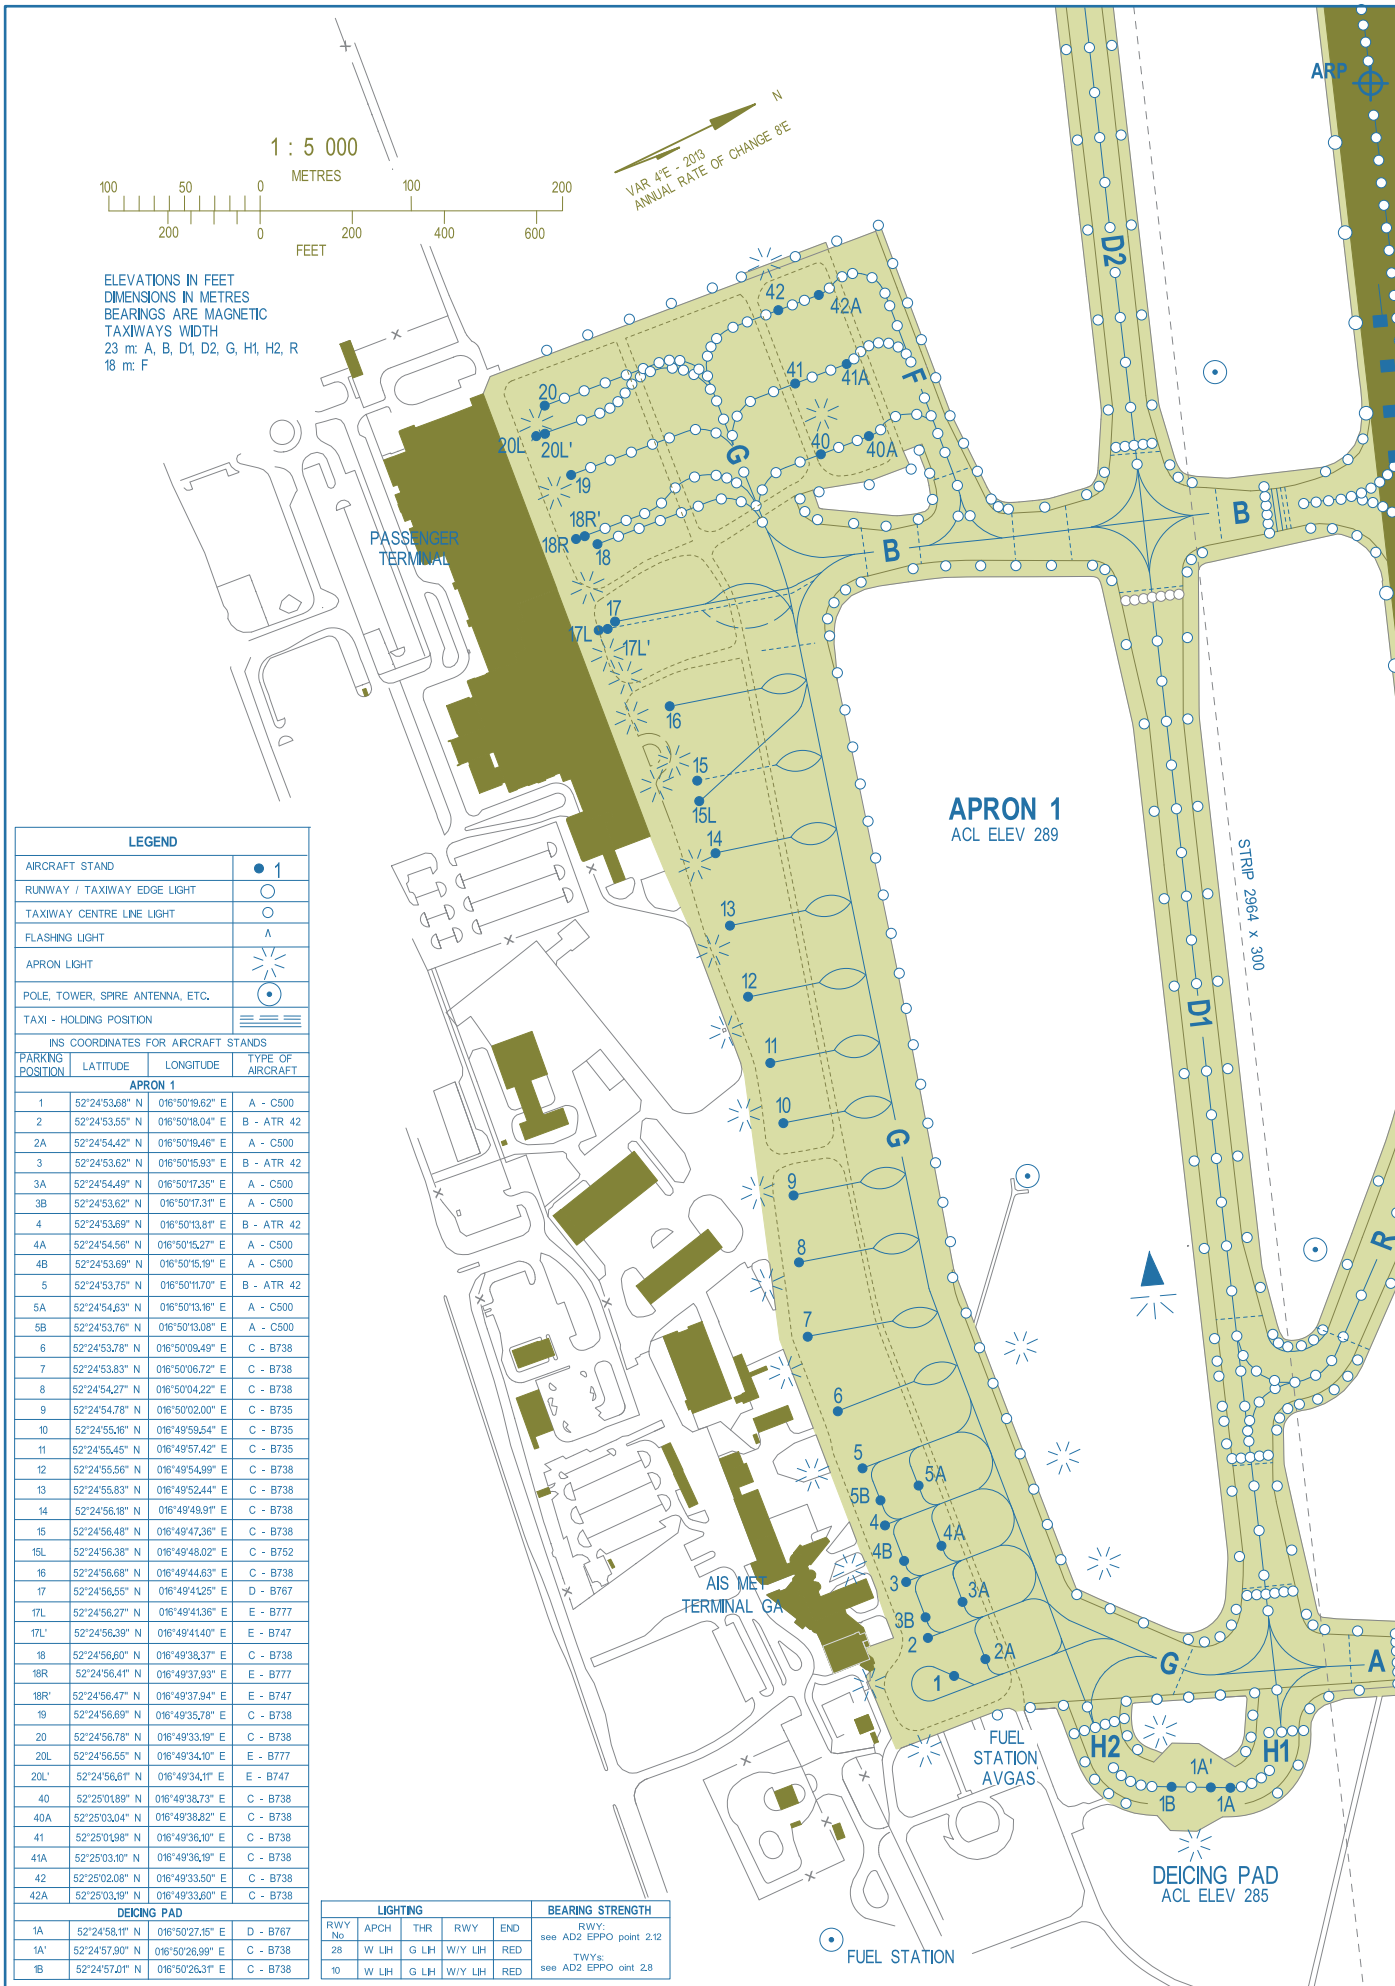 ARP
1 : 5 000
METRES
100 50 0 100 200
200 0 200 400 600
FEET
N
VAR 4°E - 2013
ANNUAL RATE OF CHANGE 8'E
ELEVATIONS IN FEET
DIMENSIONS IN METRES
BEARINGS ARE MAGNETIC
TAXIWAYS WIDTH
23 m: A, B, D1, D2, G, H1, H2, R
18 m: F
D2
42
42A
41
41A
F
20
20L
20L'
G
40
40A
19
18R'
18R
18
B
B
PASSENGER
TERMINAL
17
17L
17L'
16
15
15L
14
APRON 1
ACL ELEV 289
STRIP 2964 x 300
13
12
D1
11
10
G
9
8
R
7
6
5
5A
5B
4
4A
4B
3
3A
3B
2
2A
1
AIS MET
TERMINAL GA
G
A
H2
H1
FUEL
STATION
AVGAS
1A'
1B
1A
DEICING PAD
ACL ELEV 285
FUEL STATION
LEGEND
AIRCRAFT STAND 1
RUNWAY / TAXIWAY EDGE LIGHT
TAXIWAY CENTRE LINE LIGHT
FLASHING LIGHT
APRON LIGHT
POLE, TOWER, SPIRE ANTENNA, ETC.
TAXI - HOLDING POSITION
INS COORDINATES FOR AIRCRAFT STANDS
PARKING POSITION LATITUDE LONGITUDE TYPE OF AIRCRAFT
APRON 1
1 52°24'53,68" N 016°50'19,62" E A - C500
2 52°24'53,55" N 016°50'18,04" E B - ATR 42
2A 52°24'54,42" N 016°50'19,46" E A - C500
3 52°24'53,62" N 016°50'15,93" E B - ATR 42
3A 52°24'54,49" N 016°50'17,35" E A - C500
3B 52°24'53,62" N 016°50'17,31" E A - C500
4 52°24'53,69" N 016°50'13,81" E B - ATR 42
4A 52°24'54,56" N 016°50'15,27" E A - C500
4B 52°24'53,69" N 016°50'15,19" E A - C500
5 52°24'53,75" N 016°50'11,70" E B - ATR 42
5A 52°24'54,63" N 016°50'13,16" E A - C500
5B 52°24'53,76" N 016°50'13,08" E A - C500
6 52°24'53,78" N 016°50'09,49" E C - B738
7 52°24'53,83" N 016°50'06,72" E C - B738
8 52°24'54,27" N 016°50'04,22" E C - B738
9 52°24'54,78" N 016°50'02,00" E C - B735
10 52°24'55,16" N 016°49'59,54" E C - B735
11 52°24'55,45" N 016°49'57,42" E C - B735
12 52°24'55,56" N 016°49'54,99" E C - B738
13 52°24'55,83" N 016°49'52,44" E C - B738
14 52°24'56,18" N 016°49'49,91" E C - B738
15 52°24'56,48" N 016°49'47,36" E C - B738
15L 52°24'56,38" N 016°49'48,02" E C - B752
16 52°24'56,68" N 016°49'44,63" E C - B738
17 52°24'56,55" N 016°49'41,25" E D - B767
17L 52°24'56,27" N 016°49'41,36" E E - B777
17L' 52°24'56,39" N 016°49'41,40" E E - B747
18 52°24'56,60" N 016°49'38,37" E C - B738
18R 52°24'56,41" N 016°49'37,93" E E - B777
18R' 52°24'56,47" N 016°49'37,94" E E - B747
19 52°24'56,69" N 016°49'35,78" E C - B738
20 52°24'56,78" N 016°49'33,19" E C - B738
20L 52°24'56,55" N 016°49'34,10" E E - B777
20L' 52°24'56,61" N 016°49'34,11" E E - B747
40 52°25'01,89" N 016°49'38,73" E C - B738
40A 52°25'03,04" N 016°49'38,82" E C - B738
41 52°25'01,98" N 016°49'36,10" E C - B738
41A 52°25'03,10" N 016°49'36,19" E C - B738
42 52°25'02,08" N 016°49'33,50" E C - B738
42A 52°25'03,19" N 016°49'33,60" E C - B738
DEICING PAD
1A 52°24'58,11" N 016°50'27,15" E D - B767
1A' 52°24'57,90" N 016°50'26,99" E C - B738
1B 52°24'57,01" N 016°50'26,31" E C - B738
LIGHTING BEARING STRENGTH
RWY No APCH THR RWY END
28 W LIH G LIH W/Y LIH RED
10 W LIH G LIH W/Y LIH RED
RWY:
see AD2 EPPO point 2.12
TWYs:
see AD2 EPPO oint 2.8